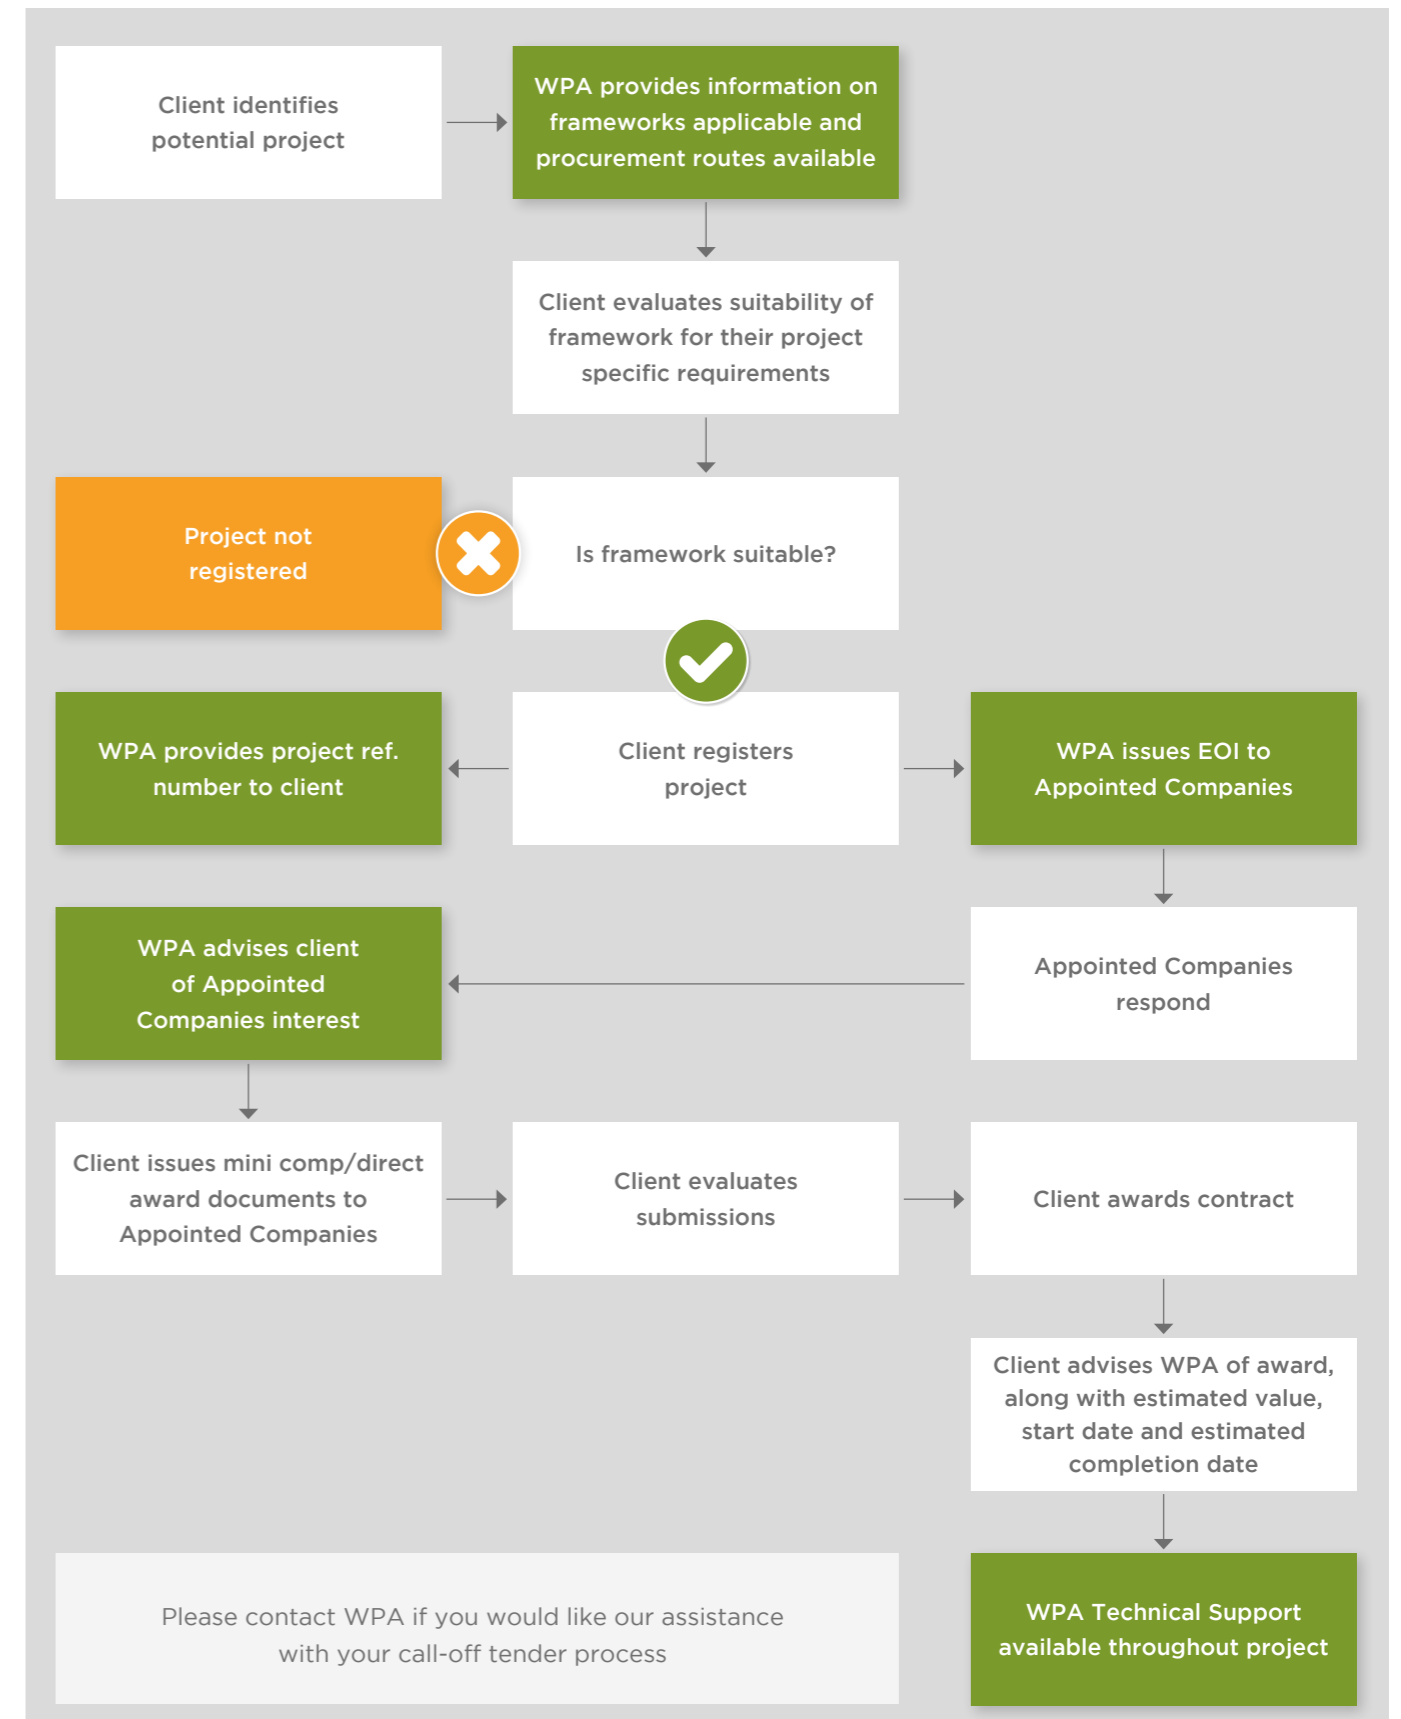 Client identifies
potential project
WPA provides information on
frameworks applicable and
procurement routes available
Client evaluates suitability of
framework for their project
specific requirements
Project not
registered
Is framework suitable?
WPA provides project ref.
number to client
Client registers
project
WPA issues EOI to
Appointed Companies
WPA advises client
of Appointed
Companies interest
Appointed Companies
respond
Client issues mini comp/direct
award documents to
Appointed Companies
Client evaluates
submissions
Client awards contract
Client advises WPA of award,
along with estimated value,
start date and estimated
completion date
Please contact WPA if you would like our assistance
with your call-off tender process
WPA Technical Support
available throughout project